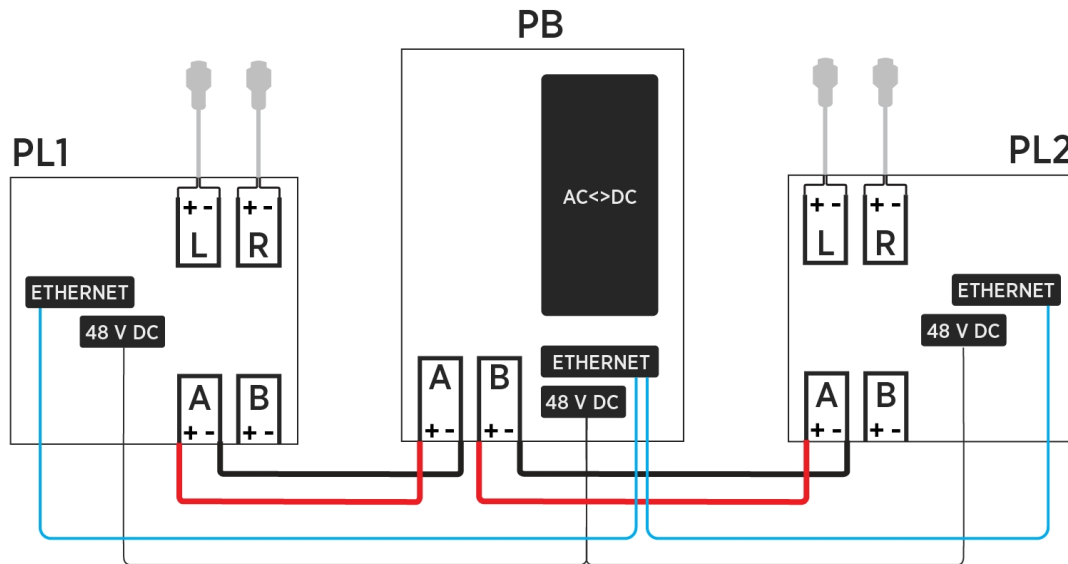 PB
PL1
PL2
AC<>DC
+ -
L
+ -
R
+ -
L
+ -
R
ETHERNET
48 V DC
ETHERNET
48 V DC
ETHERNET
48 V DC
A
+ -
B
+ -
A
+ -
B
+ -
A
+ -
B
+ -